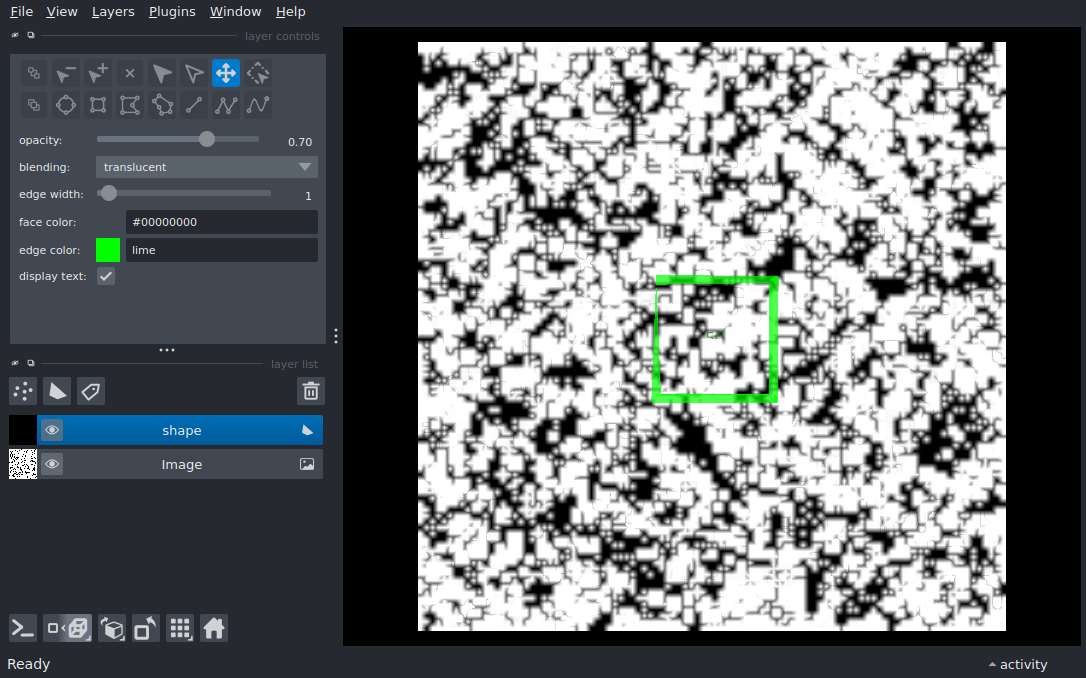 File View Layers Plugins Window Help
layer controls
opacity: 0.70
blending: translucent
edge width: 1
face color: #00000000
edge color: lime
display text:
layer list
shape
Image
Ready
activity